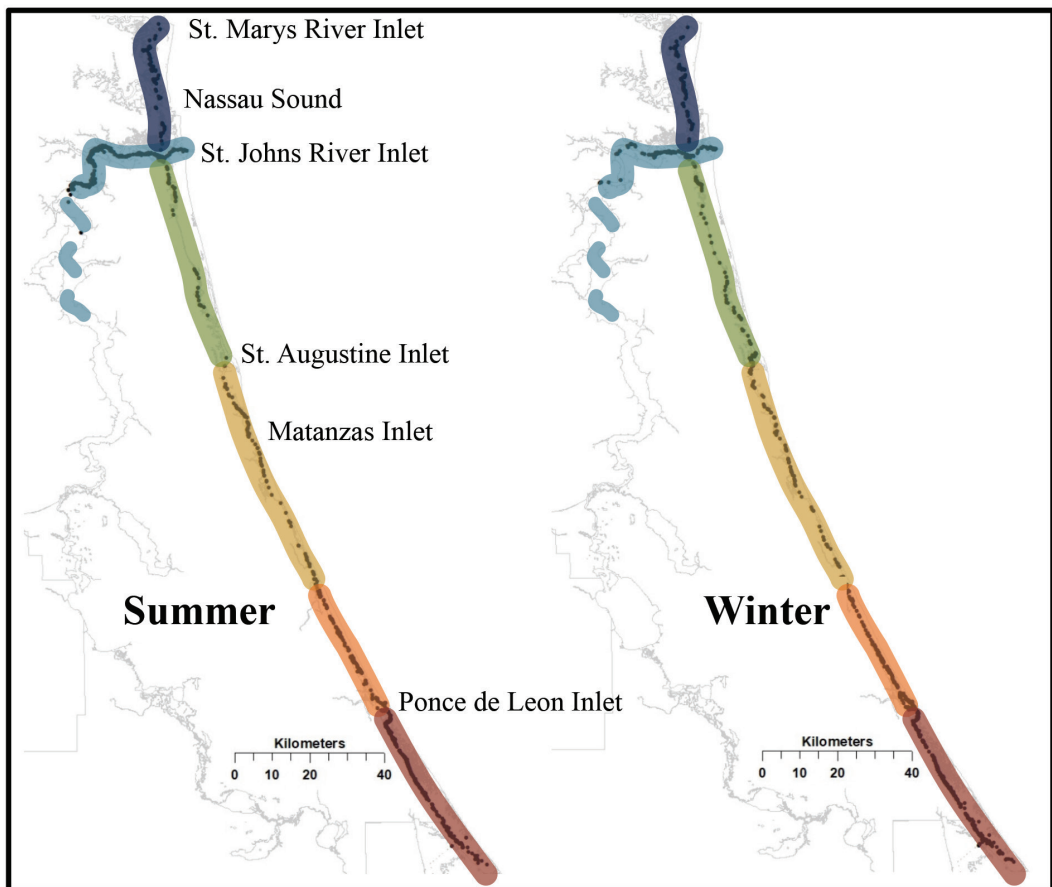 St. Marys River Inlet
Nassau Sound
St. Johns River Inlet
St. Augustine Inlet
Matanzas Inlet
Summer
Ponce de Leon Inlet
Kilometers
0 10 20 40
Winter
Kilometers
0 10 20 40